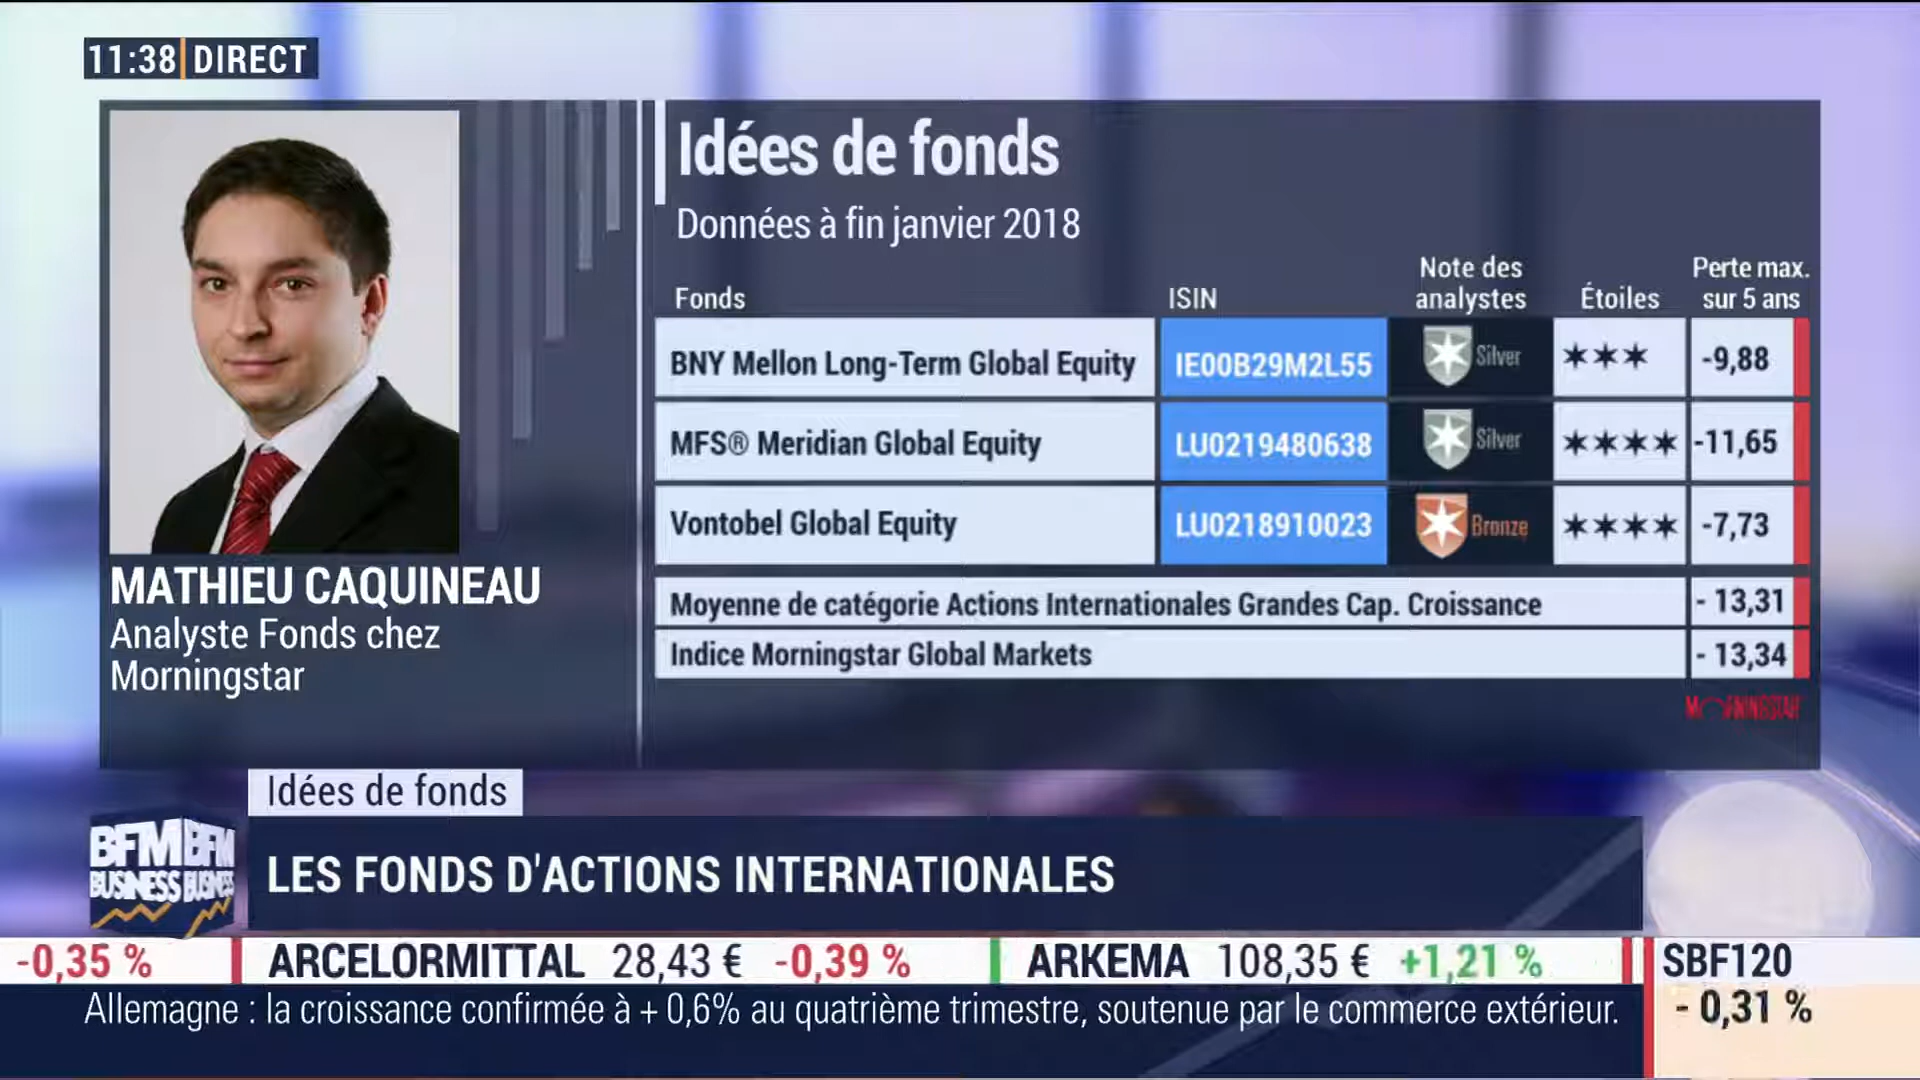 11:38 DIRECT
Idées de fonds
Données à fin janvier 2018
Fonds ISIN Note des analystes Étoiles Perte max. sur 5 ans
BNY Mellon Long-Term Global Equity IE00B29M2L55 Silver ★★★ -9,88
MFS® Meridian Global Equity LU0219480638 Silver ★★★★ -11,65
Vontobel Global Equity LU0218910023 Bronze ★★★★ -7,73
Moyenne de catégorie Actions Internationales Grandes Cap. Croissance - 13,31
Indice Morningstar Global Markets - 13,34
MORNINGSTAR
MATHIEU CAQUINEAU
Analyste Fonds chez
Morningstar
Idées de fonds
BFM BUSINESS
BFM BUSINESS
LES FONDS D'ACTIONS INTERNATIONALES
-0,35 % ARCELORMITTAL 28,43 € -0,39 % ARKEMA 108,35 € +1,21 % SBF120
- 0,31 %
Allemagne : la croissance confirmée à + 0,6% au quatrième trimestre, soutenue par le commerce extérieur.